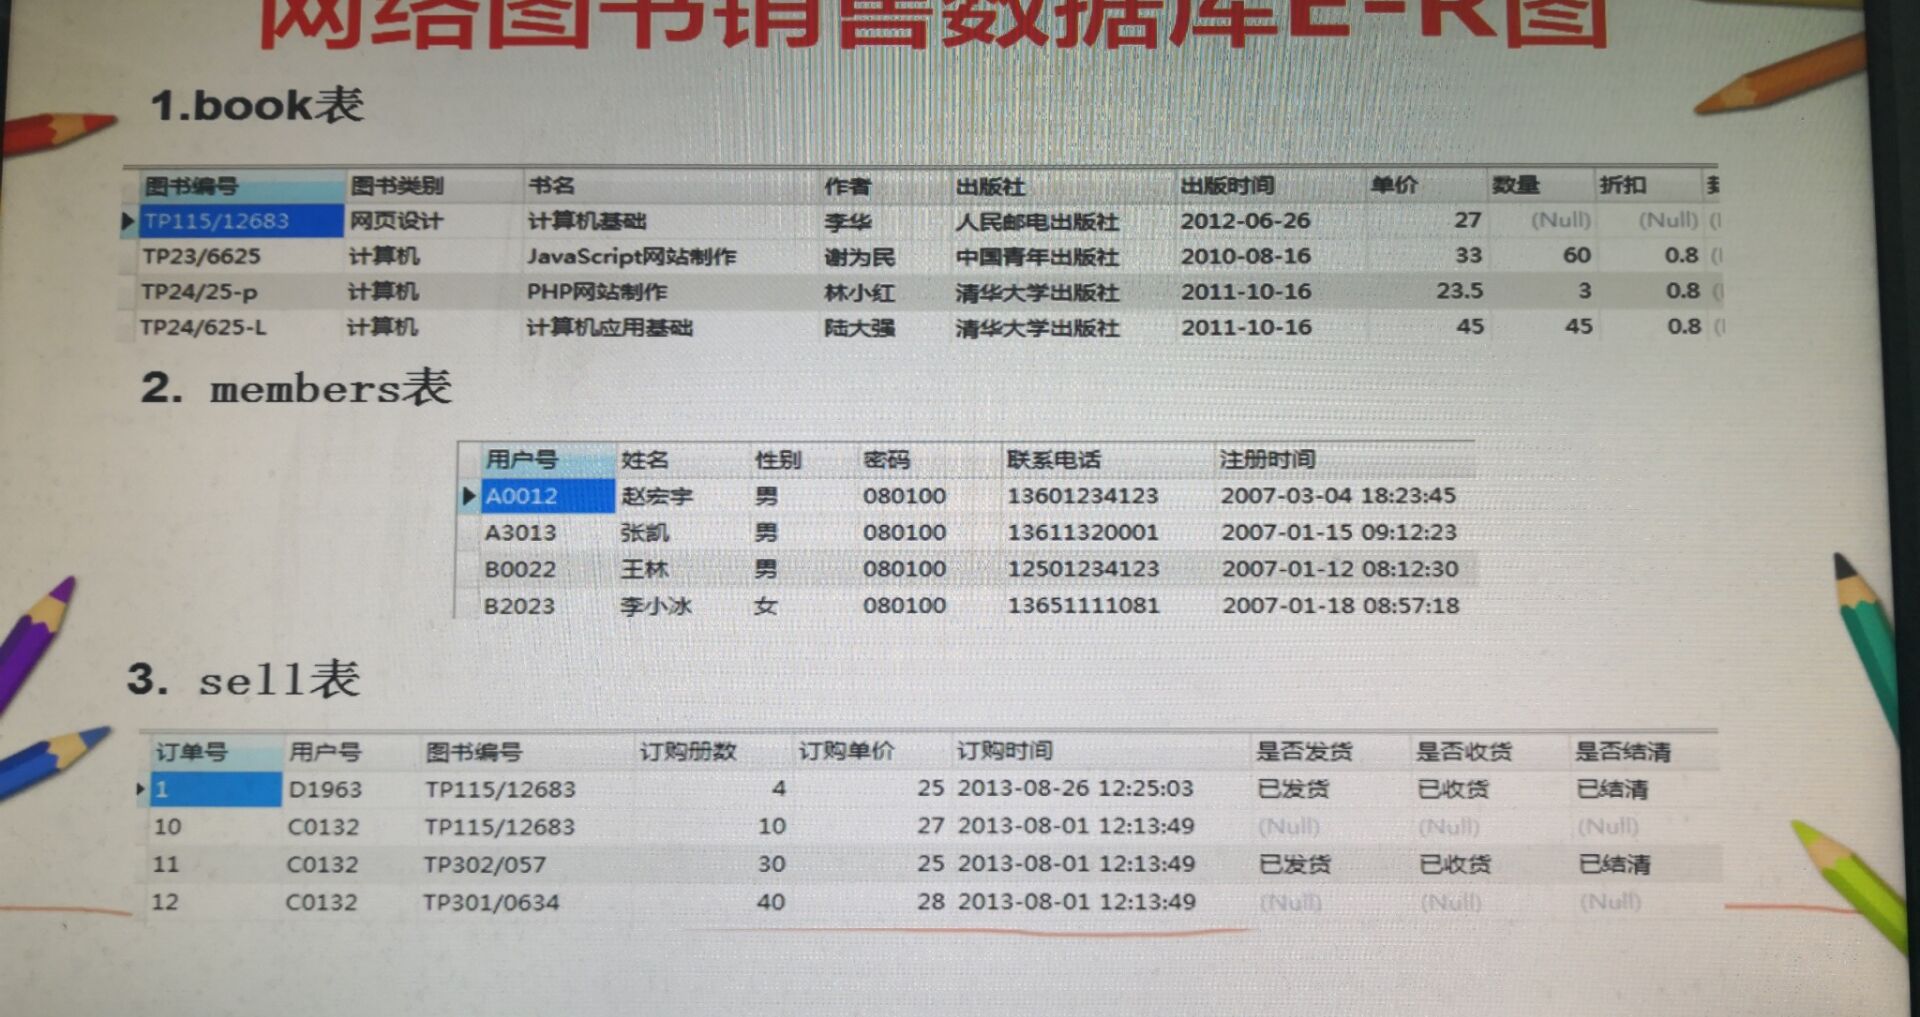 网络图书销售数据库E-R图
1.book表
图书编号 图书类别 书名 作者 出版社 出版时间 单价 数量 折扣
TP115/12683 网页设计 计算机基础 李华 人民邮电出版社 2012-06-26 27 (Null) (Null) (
TP23/6625 计算机 JavaScript网站制作 谢为民 中国青年出版社 2010-08-16 33 60 0.8 (
TP24/25-p 计算机 PHP网站制作 林小红 清华大学出版社 2011-10-16 23.5 3 0.8 (
TP24/625-L 计算机 计算机应用基础 陆大强 清华大学出版社 2011-10-16 45 45 0.8 (
2. members表
用户号 姓名 性别 密码 联系电话 注册时间
A0012 赵宏宇 男 080100 13601234123 2007-03-04 18:23:45
A3013 张凯 男 080100 13611320001 2007-01-15 09:12:23
B0022 王林 男 080100 12501234123 2007-01-12 08:12:30
B2023 李小冰 女 080100 13651111081 2007-01-18 08:57:18
3. sell表
订单号 用户号 图书编号 订购册数 订购单价 订购时间 是否发货 是否收货 是否结清
1 D1963 TP115/12683 4 25 2013-08-26 12:25:03 已发货 已收货 已结清
10 C0132 TP115/12683 10 27 2013-08-01 12:13:49 (Null) (Null) (Null)
11 C0132 TP302/057 30 25 2013-08-01 12:13:49 已发货 已收货 已结清
12 C0132 TP301/0634 40 28 2013-08-01 12:13:49 (Null) (Null) (Null)